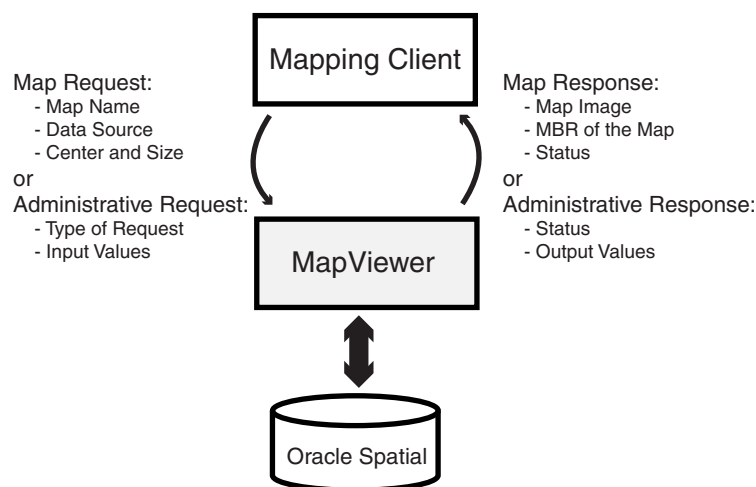 Mapping Client
Map Request:
- Map Name
- Data Source
- Center and Size
or
Administrative Request:
- Type of Request
- Input Values
Map Response:
- Map Image
- MBR of the Map
- Status
or
Administrative Response:
- Status
- Output Values
MapViewer
Oracle Spatial